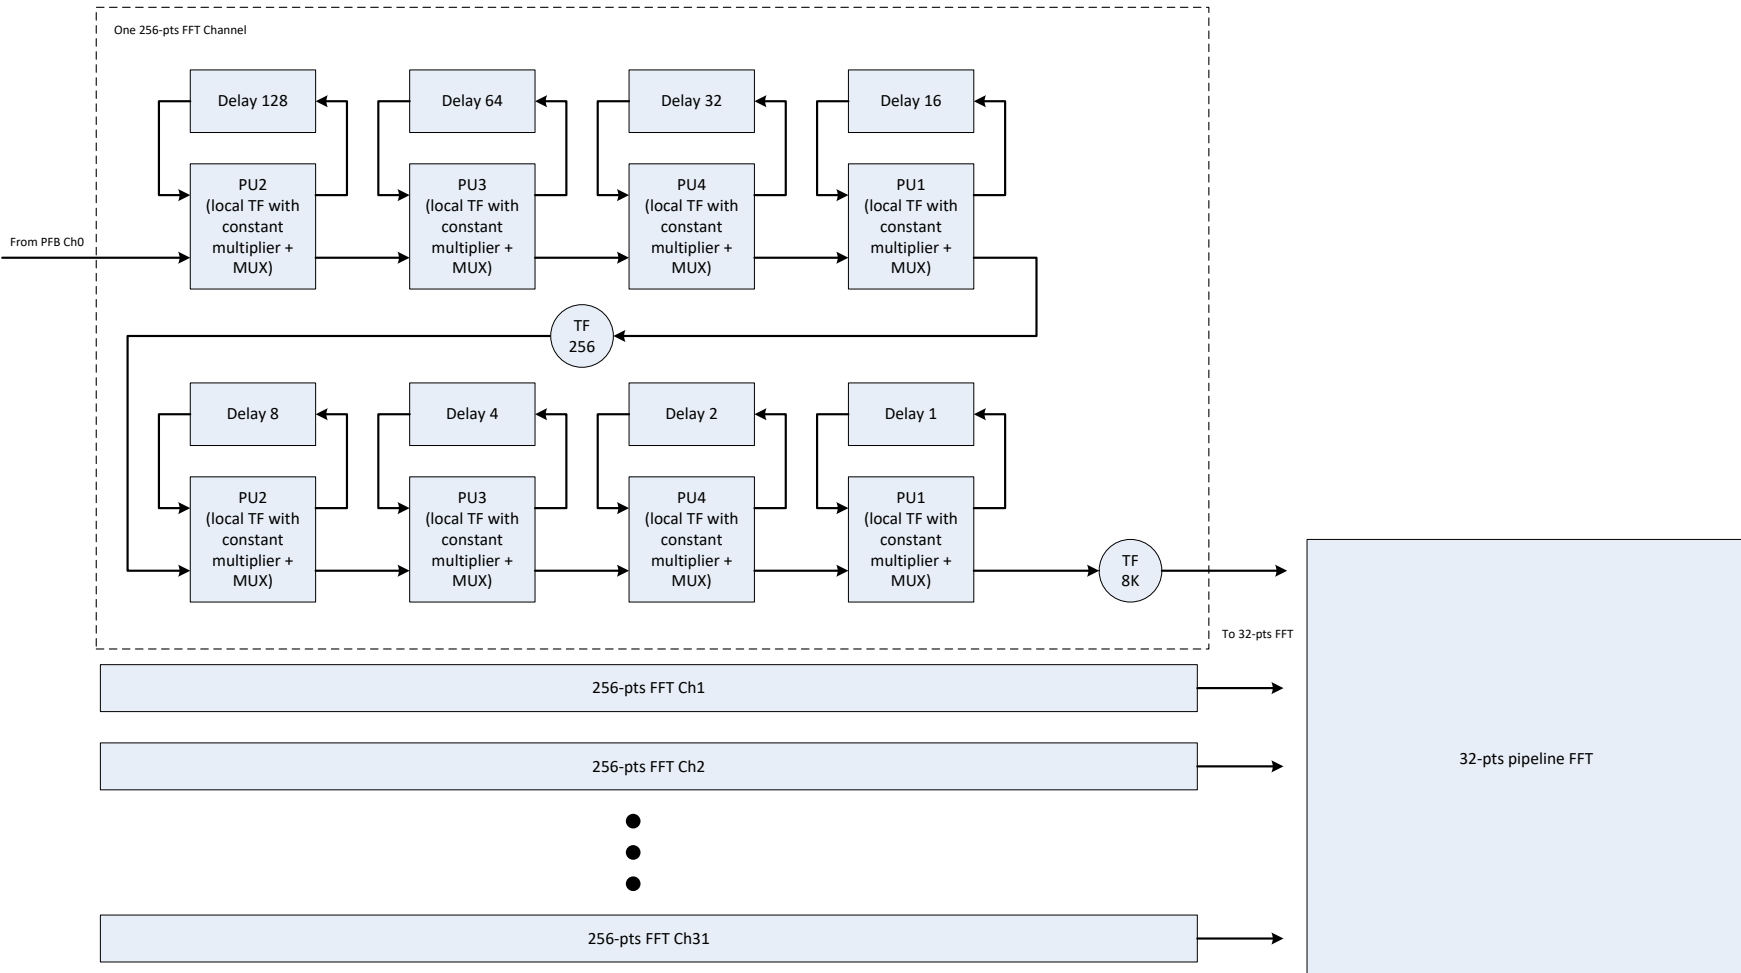 One 256-pts FFT Channel
Delay 128
Delay 64
Delay 32
Delay 16
PU2
(local TF with
constant
multiplier +
MUX)
PU3
(local TF with
constant
multiplier +
MUX)
PU4
(local TF with
constant
multiplier +
MUX)
PU1
(local TF with
constant
multiplier +
MUX)
From PFB Ch0
TF
256
Delay 8
Delay 4
Delay 2
Delay 1
PU2
(local TF with
constant
multiplier +
MUX)
PU3
(local TF with
constant
multiplier +
MUX)
PU4
(local TF with
constant
multiplier +
MUX)
PU1
(local TF with
constant
multiplier +
MUX)
TF
8K
To 32-pts FFT
256-pts FFT Ch1
256-pts FFT Ch2
32-pts pipeline FFT
256-pts FFT Ch31